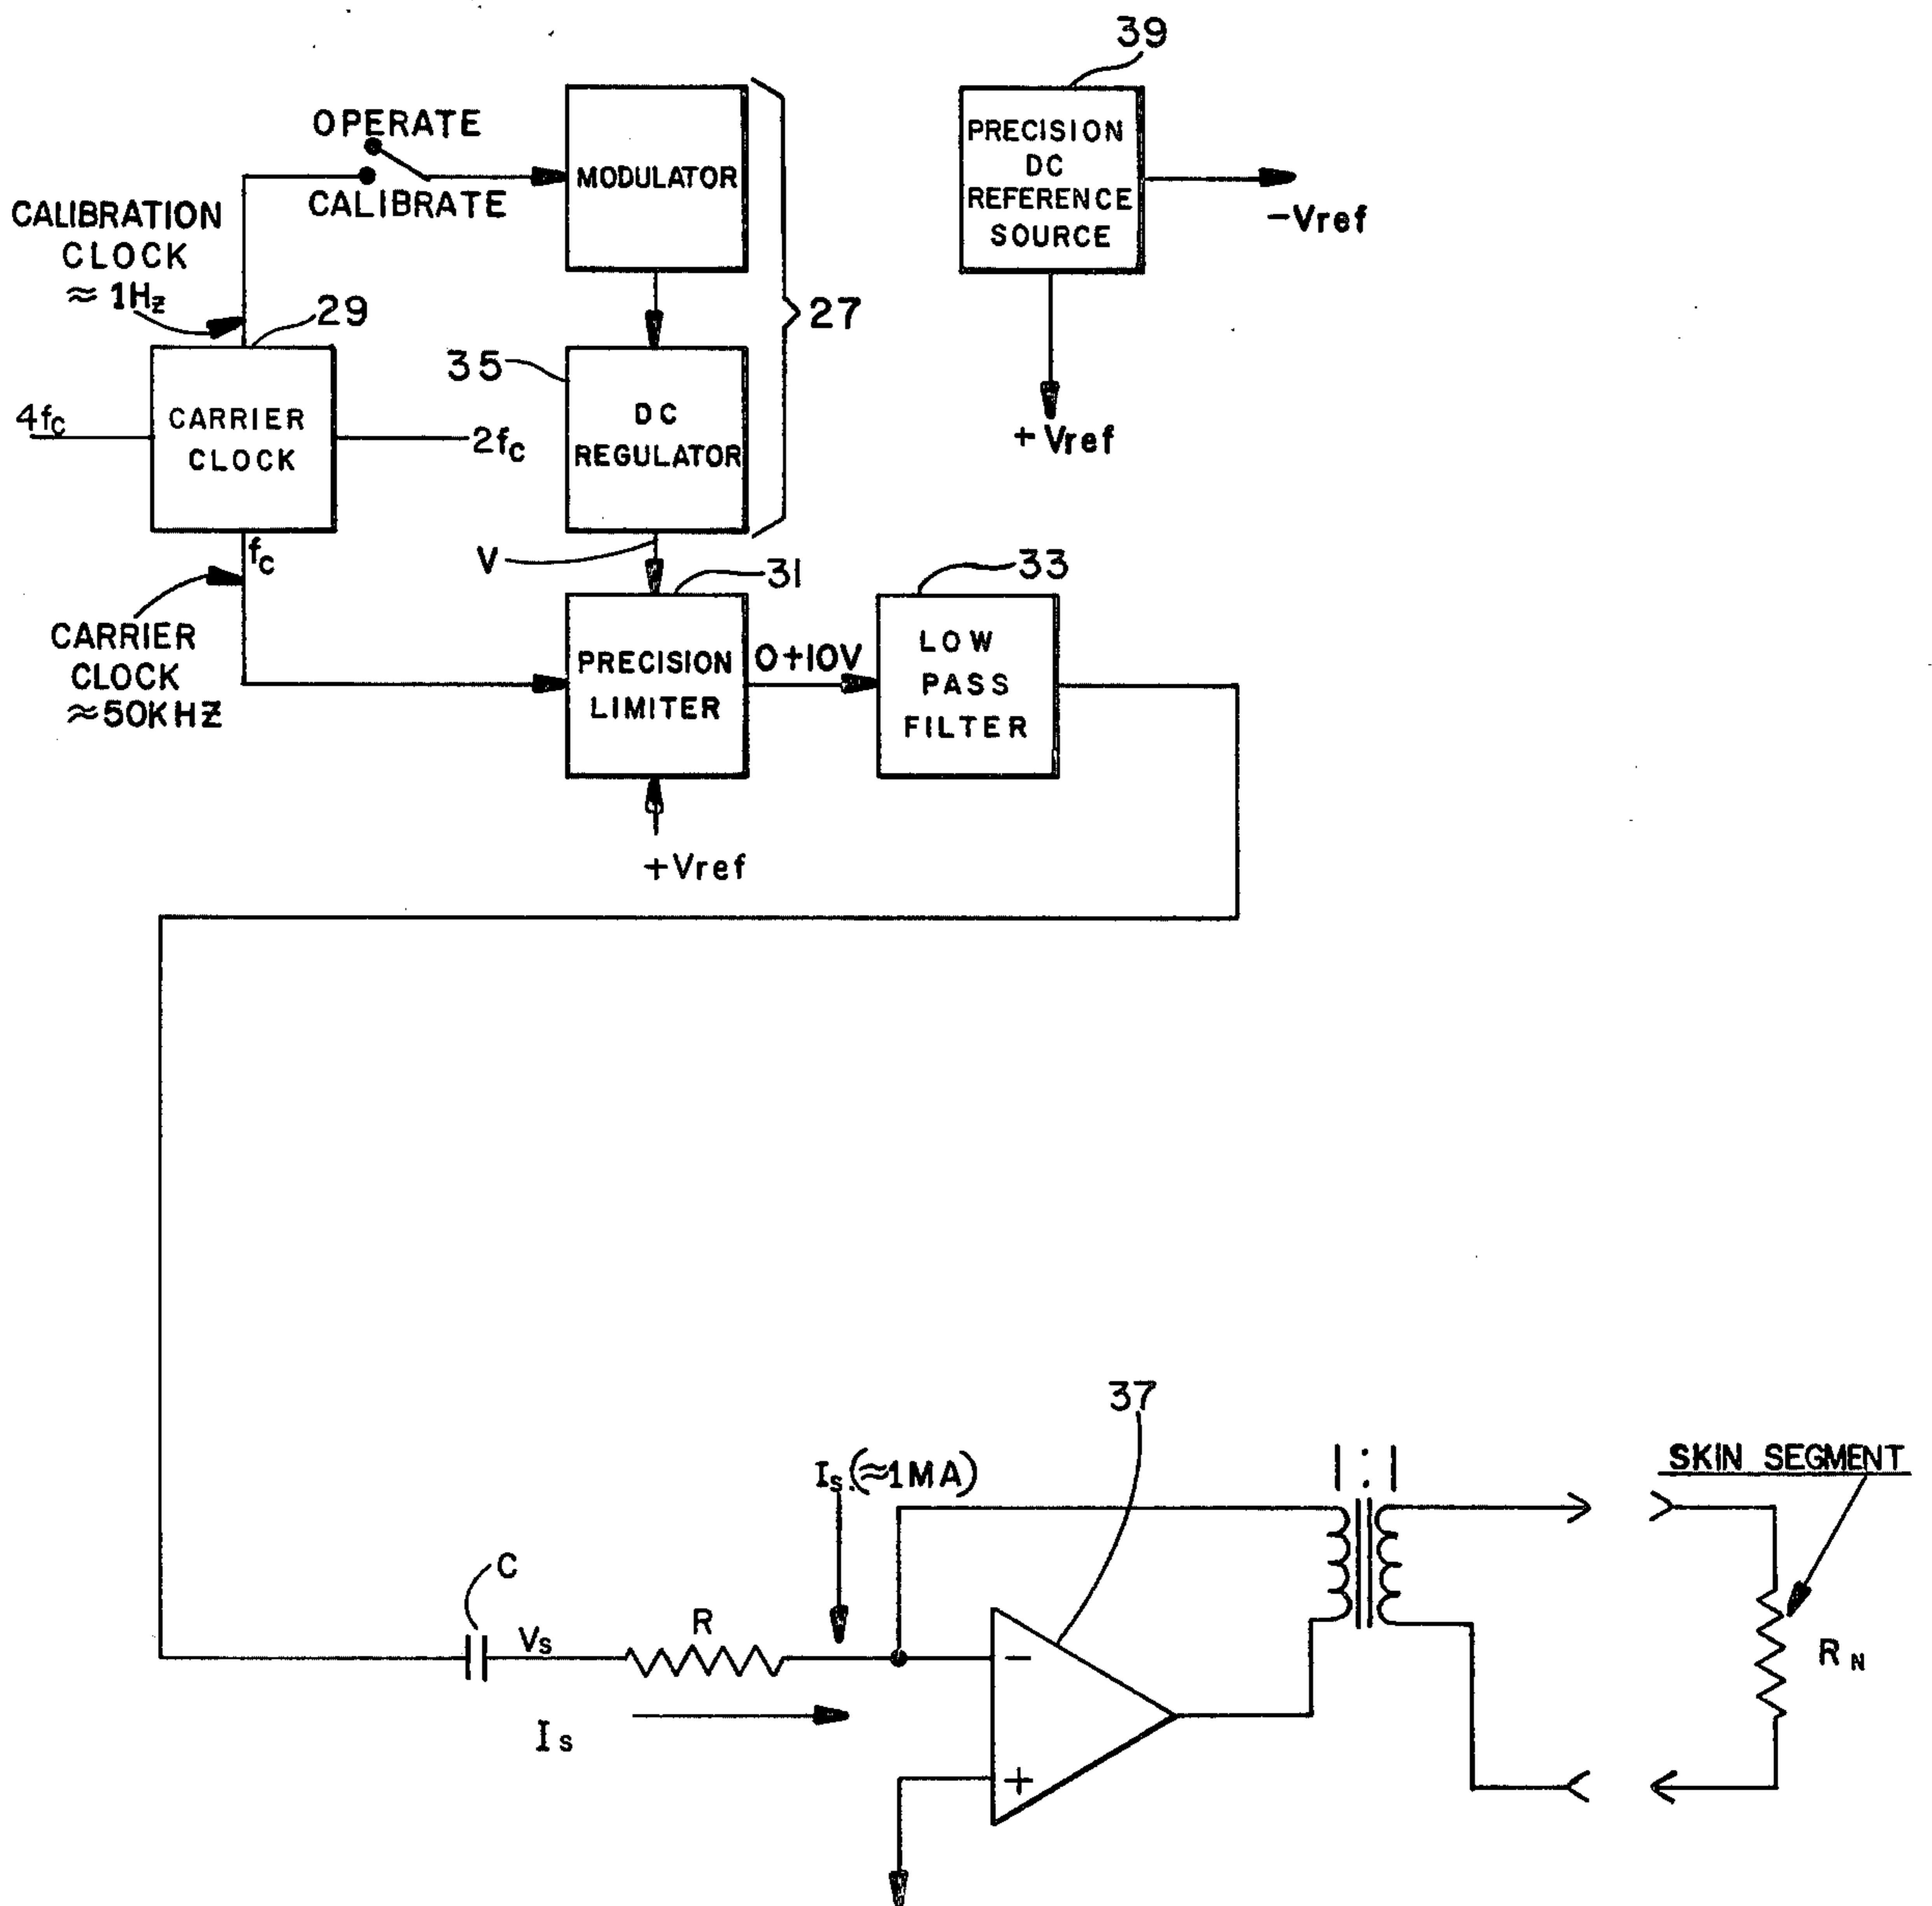 39
OPERATE
CALIBRATE
MODULATOR
27
PRECISION
DC
REFERENCE
SOURCE
-Vref
+Vref
CALIBRATION
CLOCK
≈ 1Hz
29
35
4fc
CARRIER
CLOCK
2fc
DC
REGULATOR
fc
V
31
33
CARRIER
CLOCK
≈50KHZ
PRECISION
LIMITER
0+10V
LOW
PASS
FILTER
+Vref
37
Is.(≈1MA)
1:1
SKIN SEGMENT
C
Vs
R
−
RN
Is
+